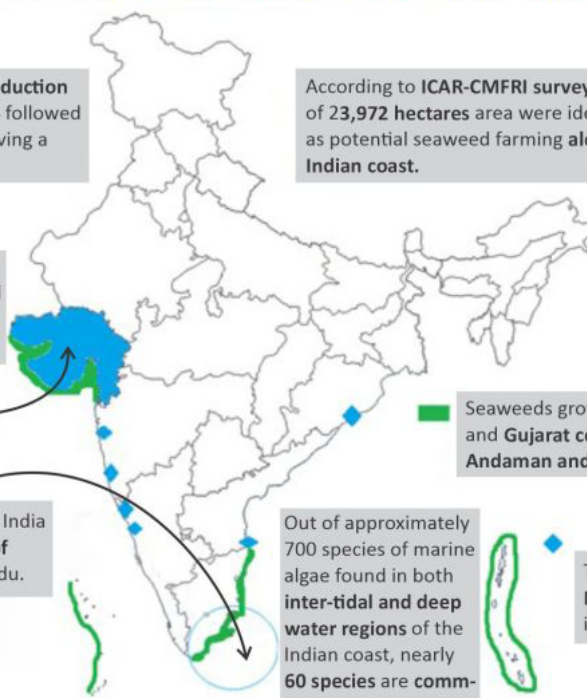 duction
followed
ving a
According to ICAR-CMFRI survey
of 23,972 hectares area were ide
as potential seaweed farming alo
Indian coast.
Seaweeds gro
and Gujarat co
Andaman and
India
of
du.
Out of approximately
700 species of marine
algae found in both
inter-tidal and deep
water regions of the
Indian coast, nearly
60 species are comm-